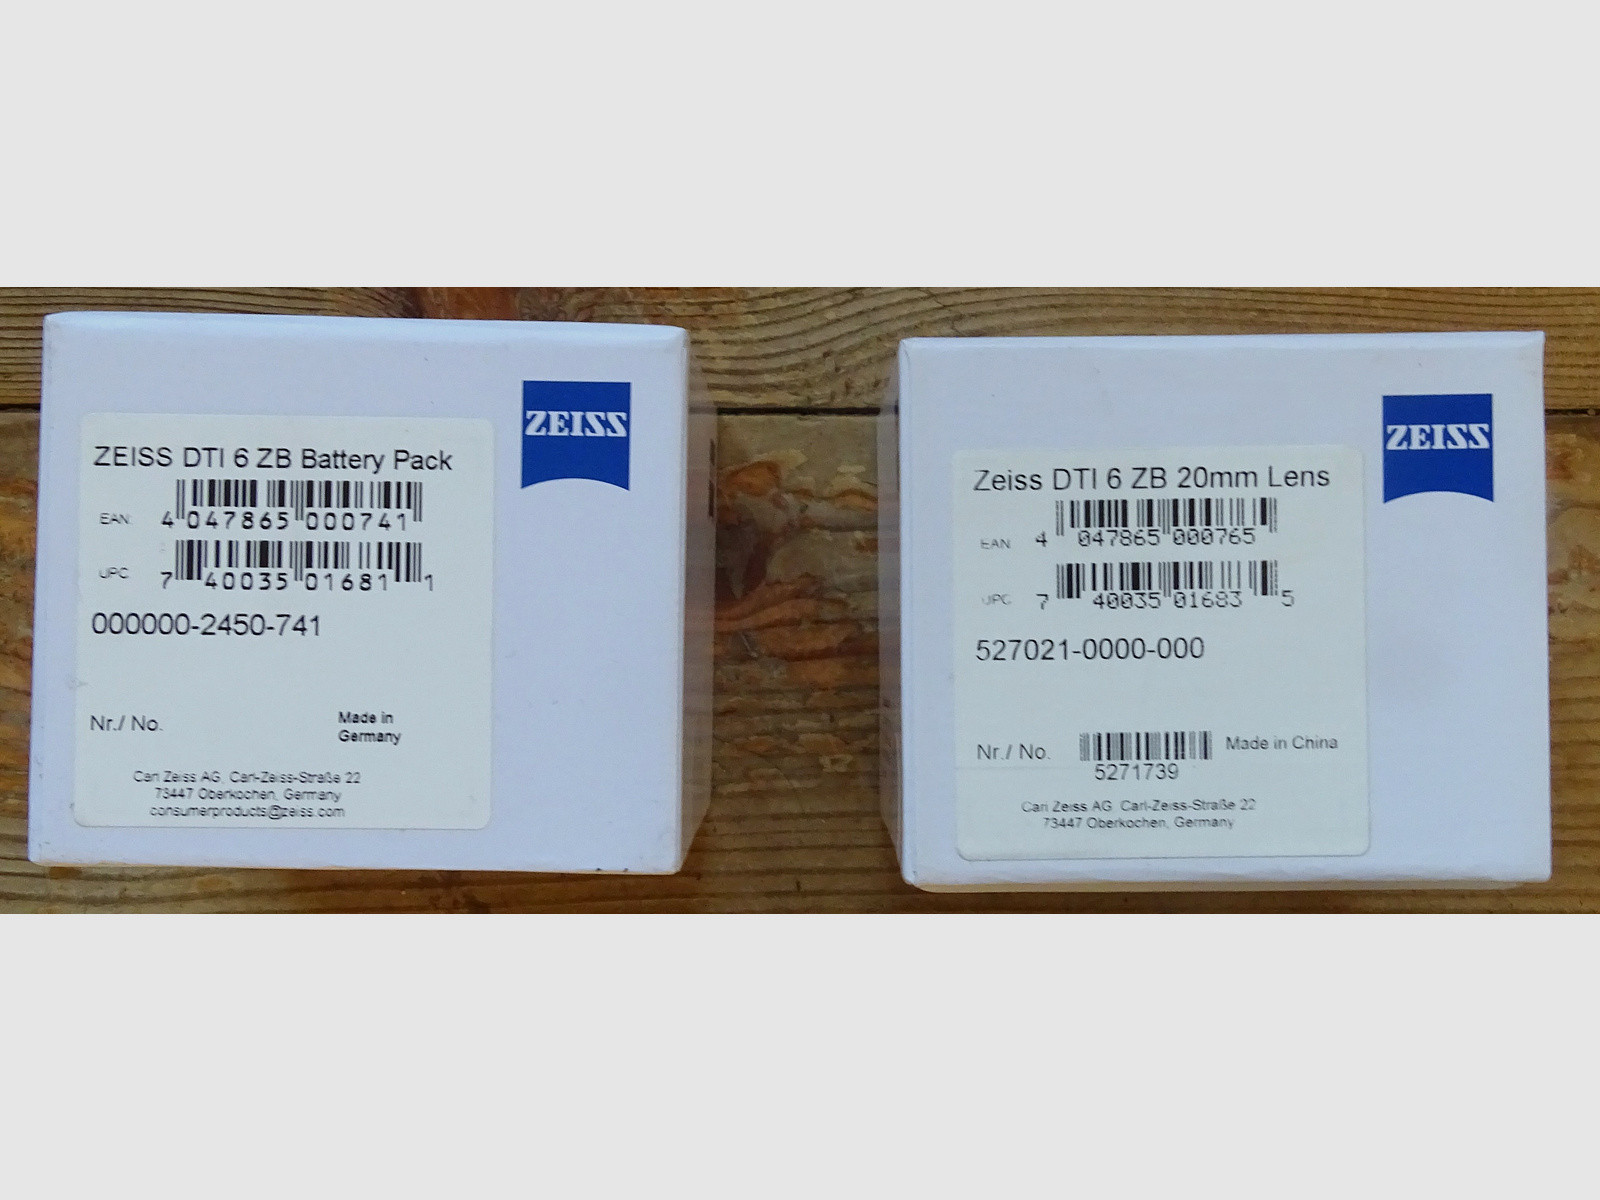 ZEISS
ZEISS DTI 6 ZB Battery Pack
EAN 4 047865 000741
UPC 7 40035 01681 1
000000-2450-741
Nr./ No.
Made in
Germany
Carl Zeiss AG, Carl-Zeiss-Straße 22
73447 Oberkochen, Germany
consumerproducts@zeiss.com
ZEISS
Zeiss DTI 6 ZB 20mm Lens
EAN 4 047865 000765
UPC 7 40035 01683 5
527021-0000-000
Nr./ No.
5271739
Made in China
Carl Zeiss AG, Carl-Zeiss-Straße 22
73447 Oberkochen, Germany